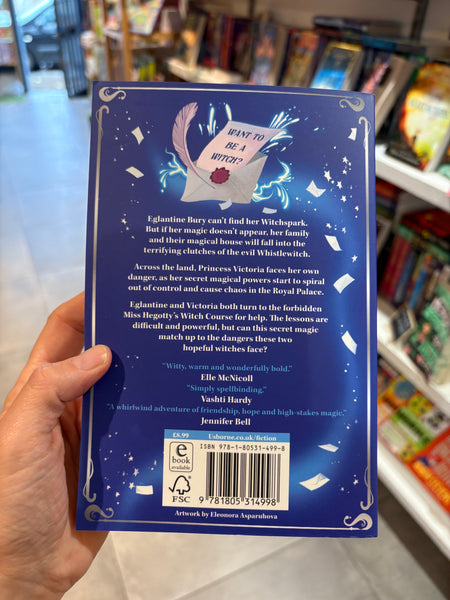 WANT TO
BE A
WITCH?
Eglantine Bury can't find her Witchspark.
But if her magic doesn't appear, her family
and their magical house will fall into the
terrifying clutches of the evil Whistlewitch.
Across the land, Princess Victoria faces her own
danger, as her secret magical powers start to spiral
out of control and cause chaos in the Royal Palace.
Eglantine and Victoria both turn to the forbidden
Miss Hegotty's Witch Course for help. The lessons are
difficult and powerful, but can this secret magic
match up to the dangers these two
hopeful witches face?
"Witty, warm and wonderfully bold."
Elle McNicoll
"Simply spellbinding."
Vashti Hardy
"A whirlwind adventure of friendship, hope and high-stakes magic."
Jennifer Bell
£8.99
Usborne.co.uk/fiction
e
book
available
FSC
ISBN 978-1-80531-499-8
9 781805 314998
Artwork by Eleonora Asparuhova